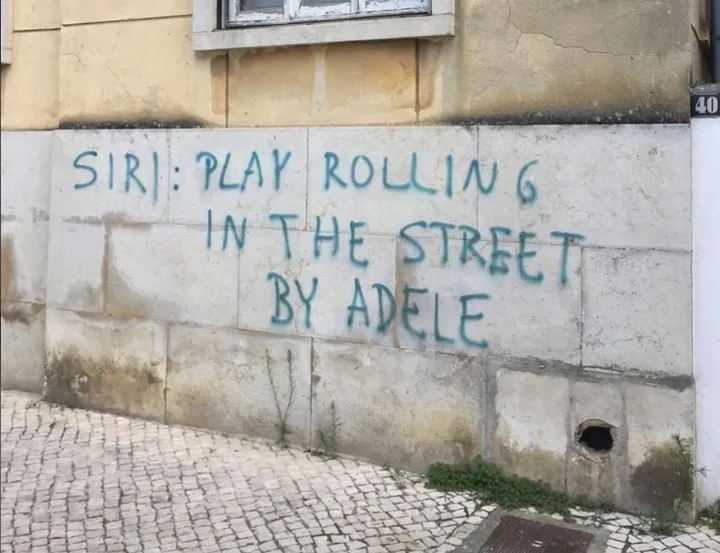 SIRI: PLAY ROLLING
IN THE STREET
BY ADELE
40